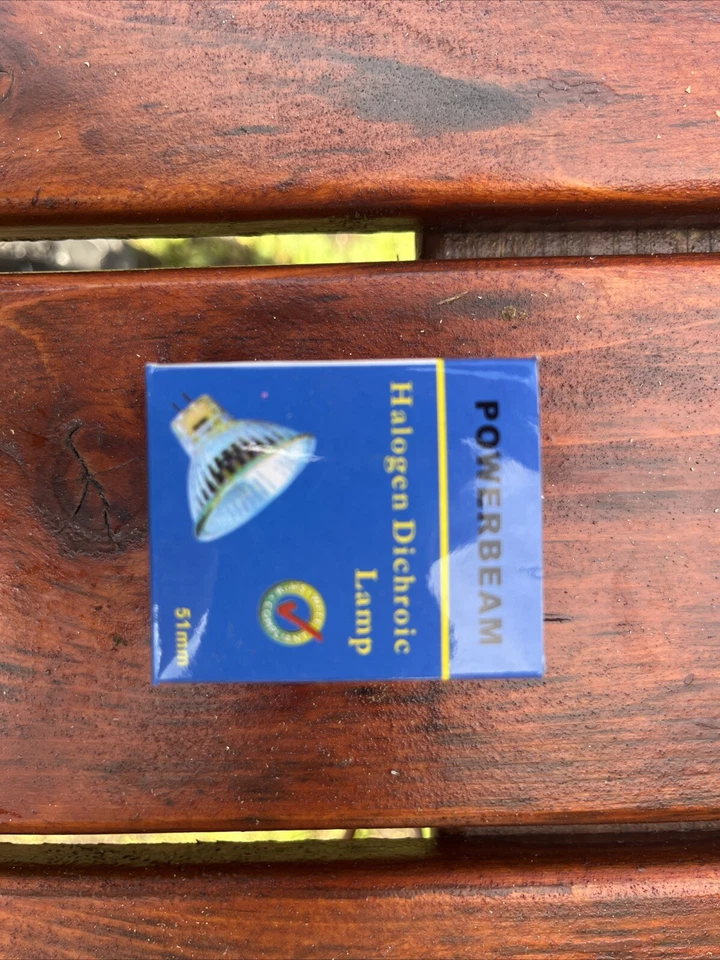 POWERBEAM
Halogen Dichroic
Lamp
51mm